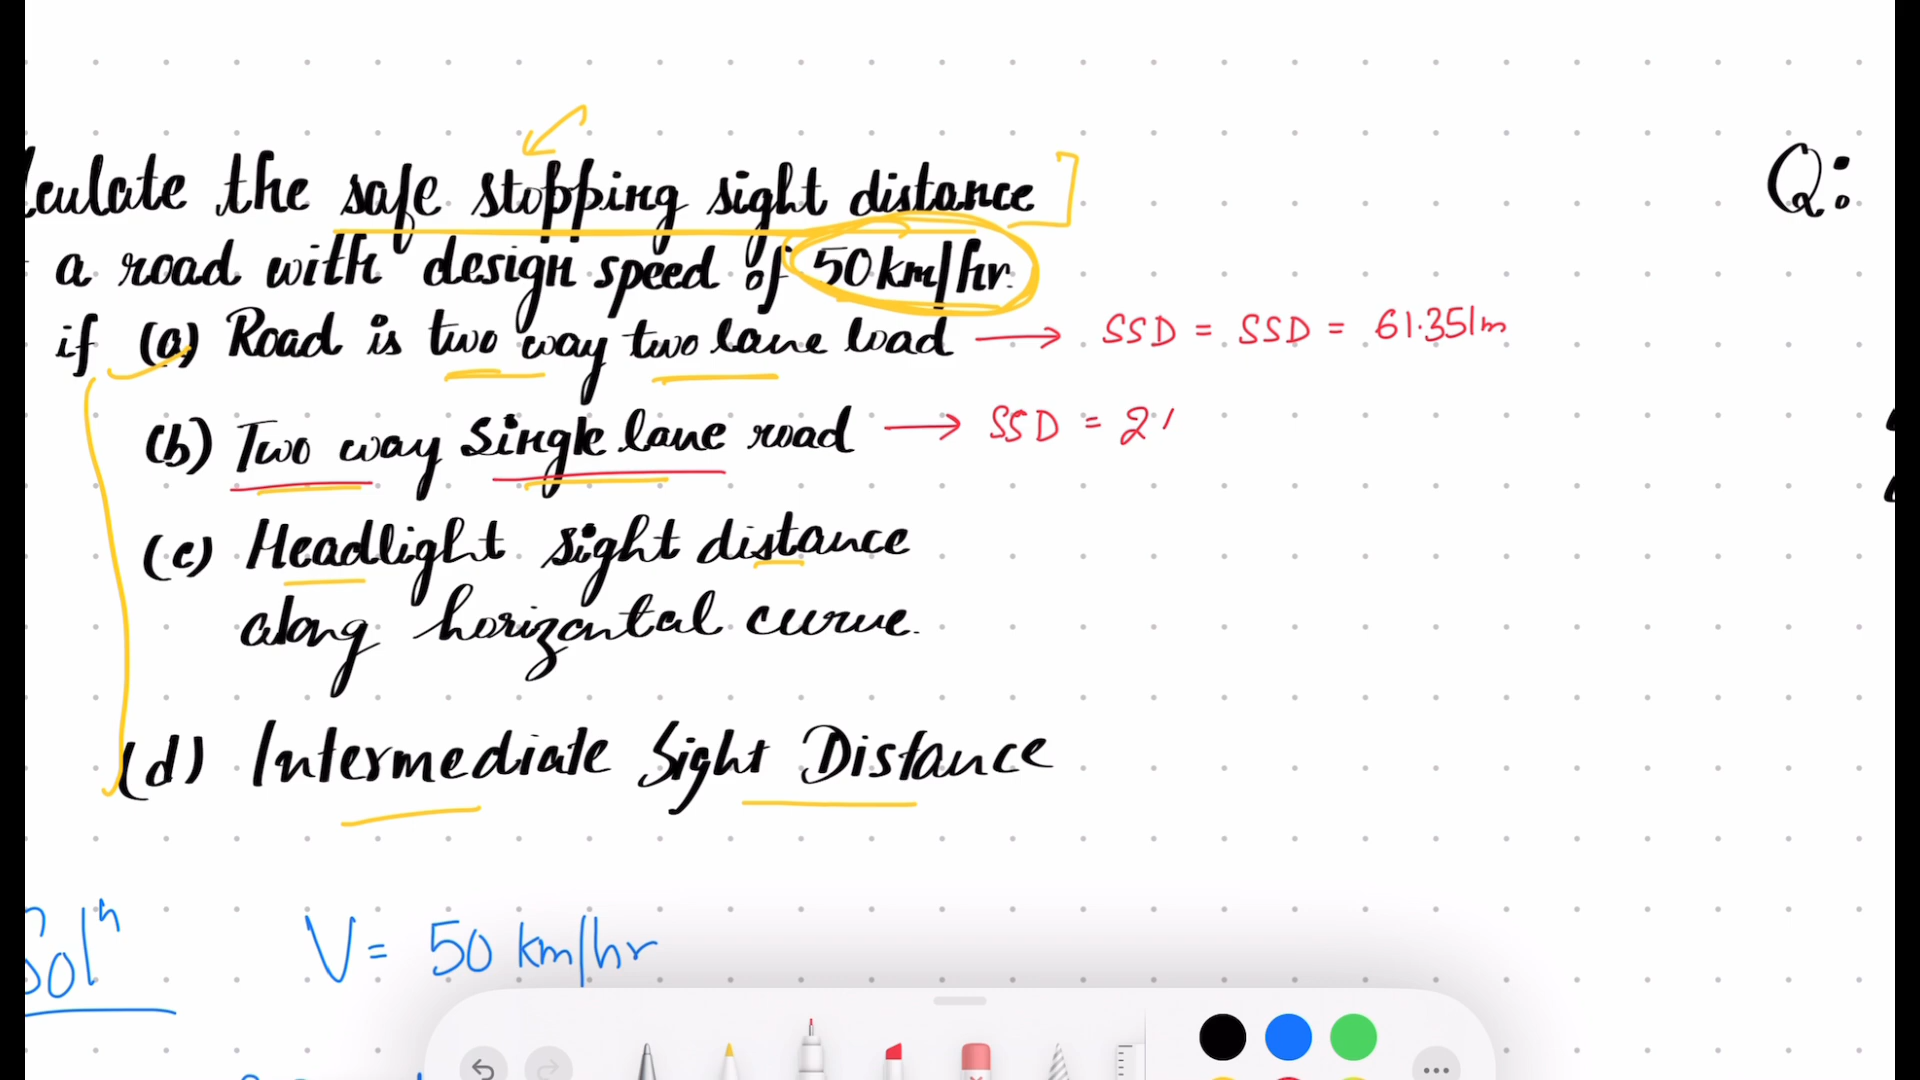 lculate the safe stopping sight distance
a road with design speed of 50 km/hr.
if (a) Road is two way two lane load → SSD = SSD = 61.351m
(b) Two way single lane road → SSD = 2
(c) Headlight sight distance
along horizontal curve.
(d) Intermediate Sight Distance
Q:
Solⁿ V = 50 km/hr